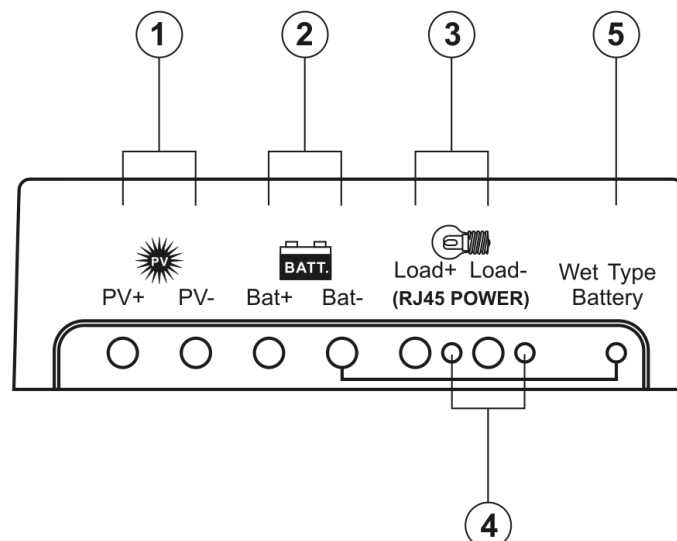 1 2 3 5
PV BATT.
Load+ Load- Wet Type
PV+ PV- Bat+ Bat- (RJ45 POWER) Battery
4